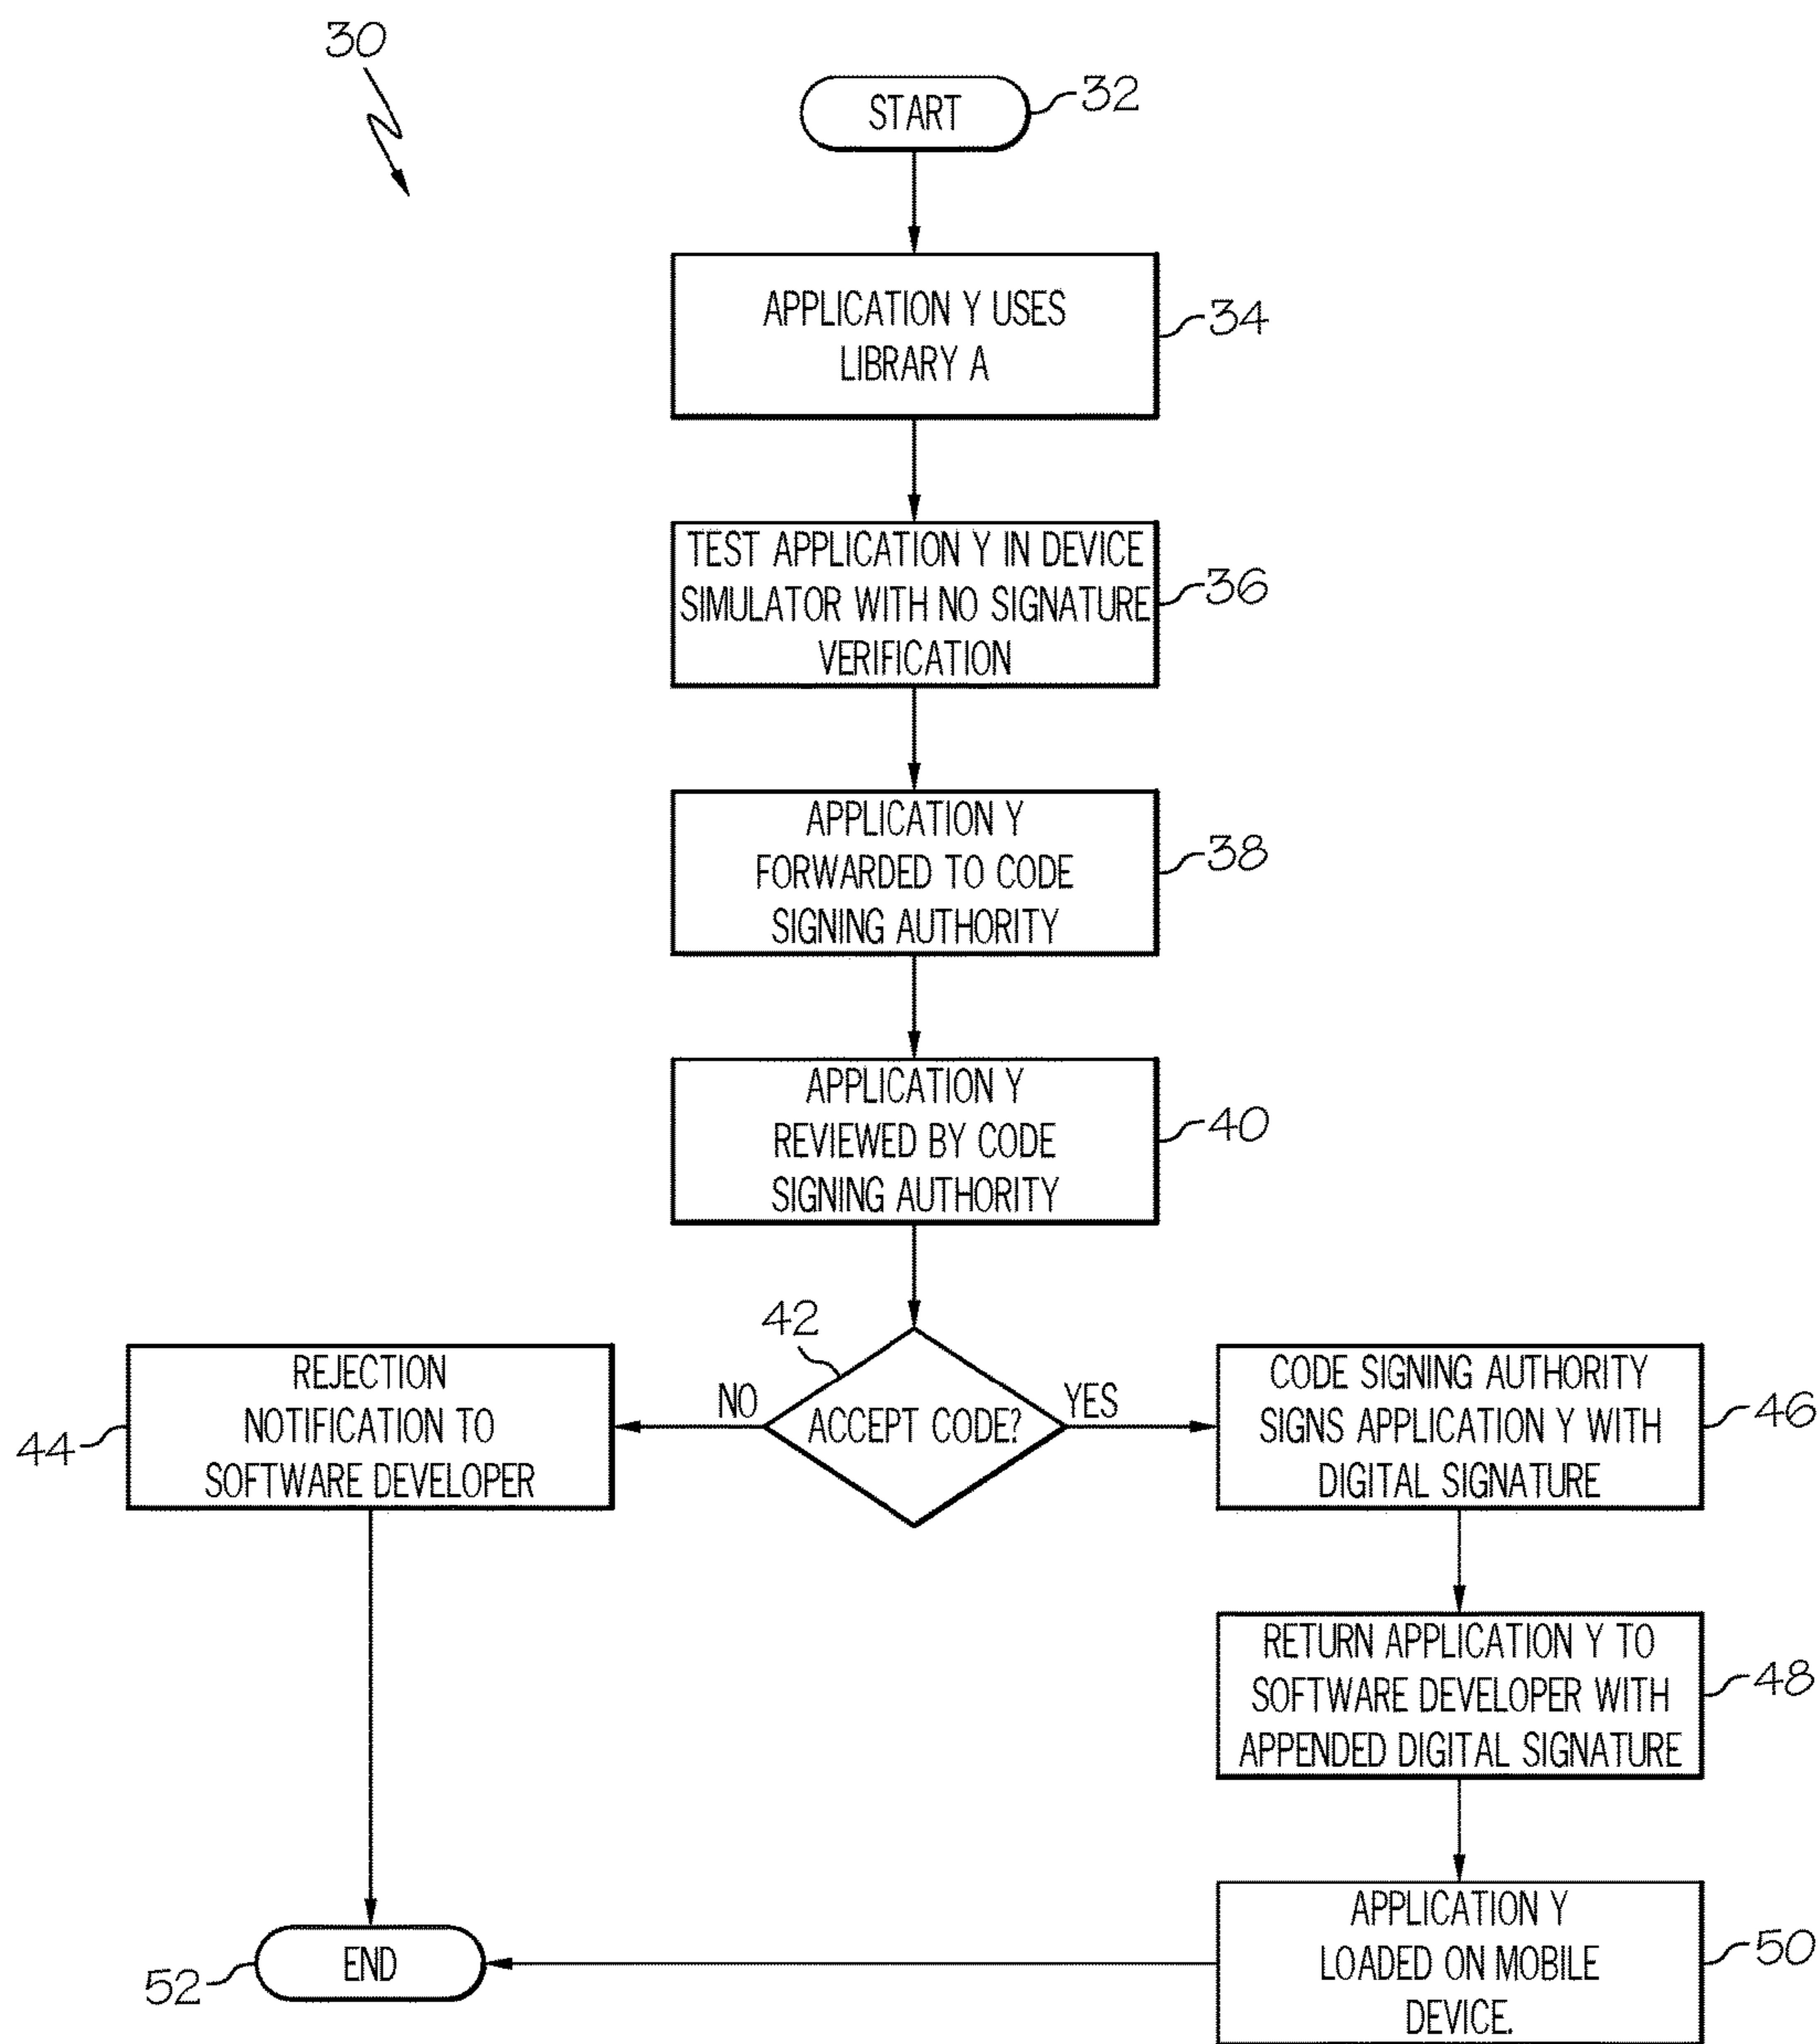 30
START
32
APPLICATION Y USES
LIBRARY A
34
TEST APPLICATION Y IN DEVICE
SIMULATOR WITH NO SIGNATURE
VERIFICATION
36
APPLICATION Y
FORWARDED TO CODE
SIGNING AUTHORITY
38
APPLICATION Y
REVIEWED BY CODE
SIGNING AUTHORITY
40
42
ACCEPT CODE?
NO
YES
REJECTION
NOTIFICATION TO
SOFTWARE DEVELOPER
44
CODE SIGNING AUTHORITY
SIGNS APPLICATION Y WITH
DIGITAL SIGNATURE
46
RETURN APPLICATION Y TO
SOFTWARE DEVELOPER WITH
APPENDED DIGITAL SIGNATURE
48
APPLICATION Y
LOADED ON MOBILE
DEVICE.
50
END
52